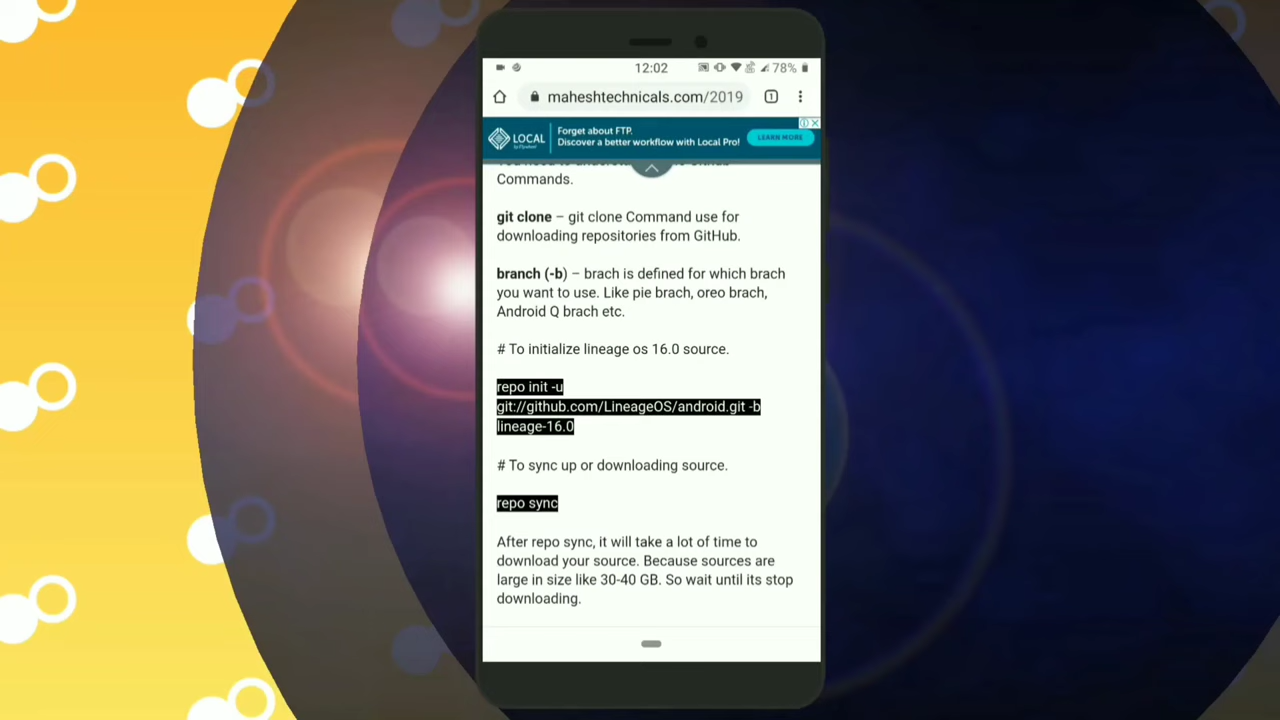 12:02
78%
maheshtechnicals.com/2019
1
LOCAL
Forget about FTP.
Discover a better workflow with Local Pro!
LEARN MORE
Commands.
git clone – git clone Command use for
downloading repositories from GitHub.
branch (-b) – brach is defined for which brach
you want to use. Like pie brach, oreo brach,
Android Q brach etc.
# To initialize lineage os 16.0 source.
repo init -u
git://github.com/LineageOS/android.git -b
lineage-16.0
# To sync up or downloading source.
repo sync
After repo sync, it will take a lot of time to
download your source. Because sources are
large in size like 30-40 GB. So wait until its stop
downloading.